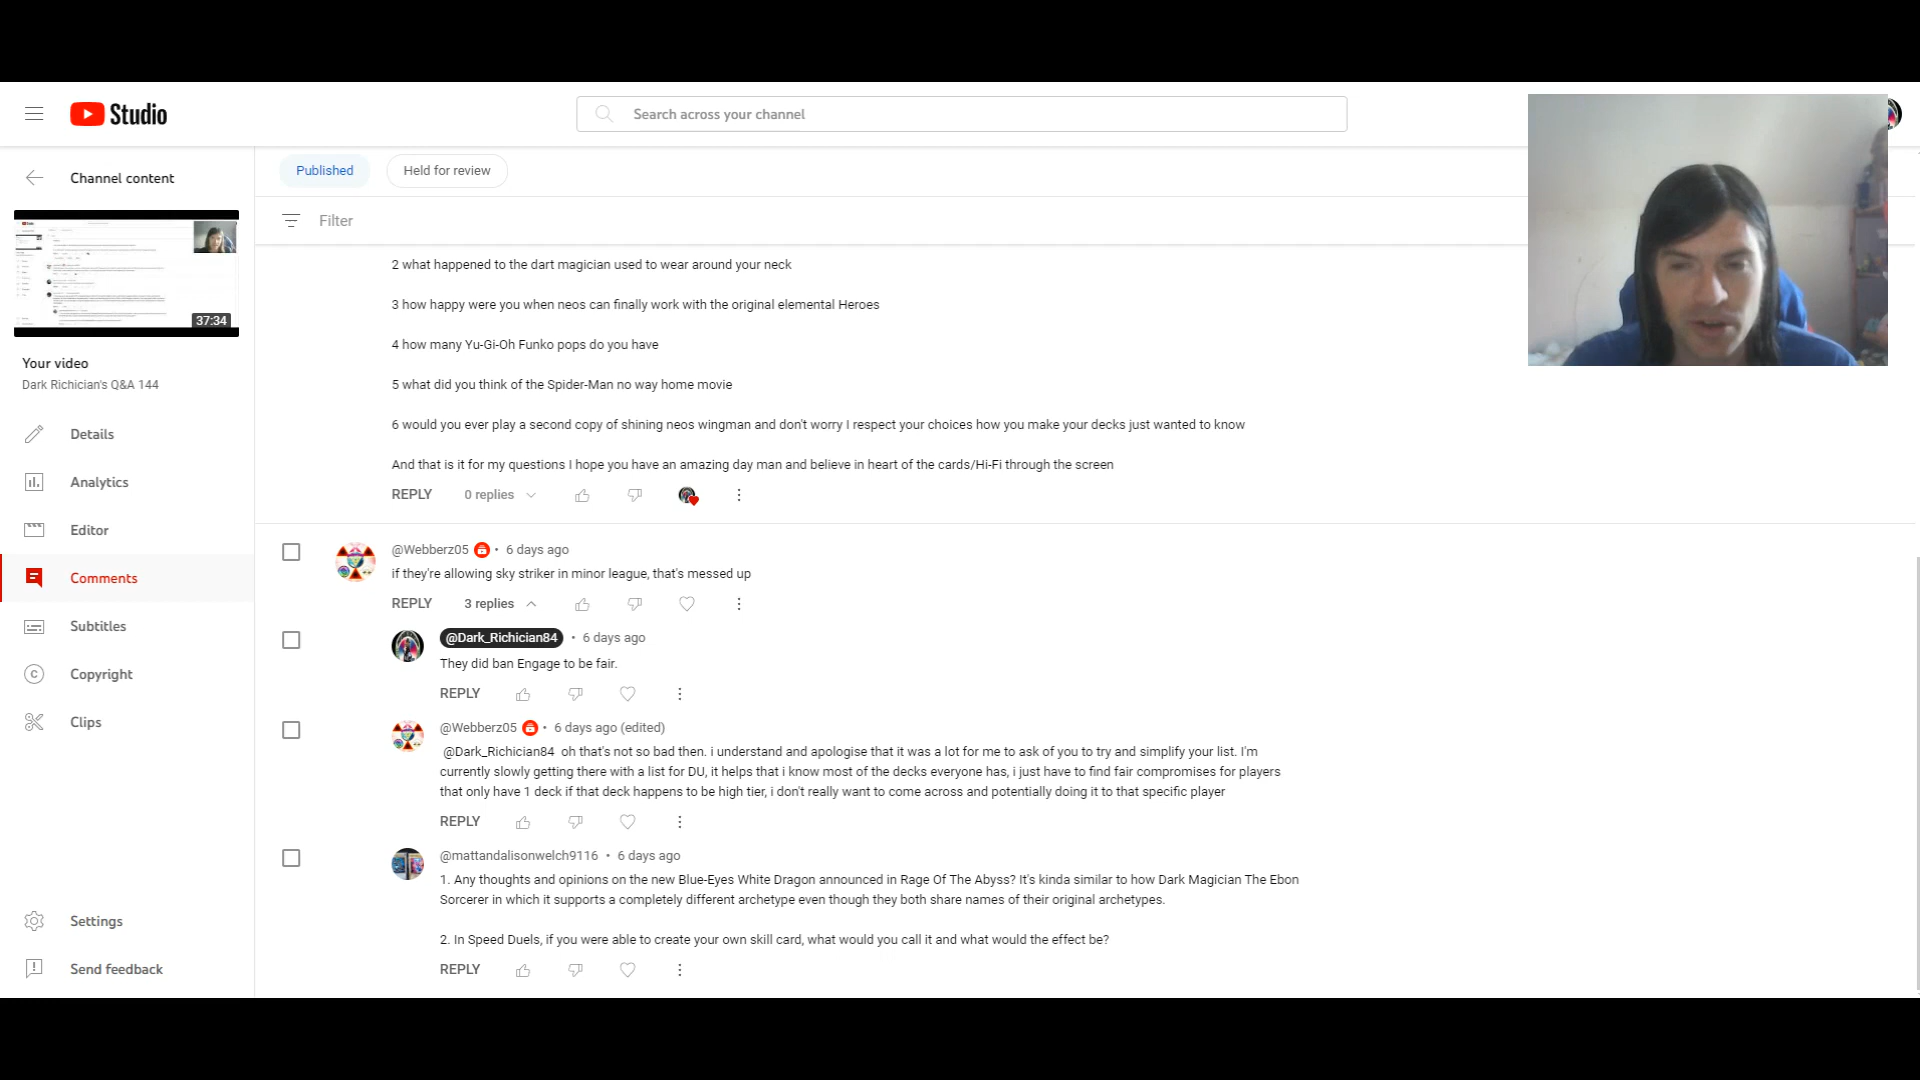 Studio
Search across your channel
Channel content
37:34
Your video
Dark Richician's Q&A 144
Details
Analytics
Editor
Comments
Subtitles
Copyright
Clips
Settings
Send feedback
Published
Held for review
Filter
2 what happened to the dart magician used to wear around your neck
3 how happy were you when neos can finally work with the original elemental Heroes
4 how many Yu-Gi-Oh Funko pops do you have
5 what did you think of the Spider-Man no way home movie
6 would you ever play a second copy of shining neos wingman and don't worry I respect your choices how you make your decks just wanted to know
And that is it for my questions I hope you have an amazing day man and believe in heart of the cards/Hi-Fi through the screen
REPLY 0 replies
@Webberz05 • 6 days ago
if they're allowing sky striker in minor league, that's messed up
REPLY 3 replies
@Dark_Richician84 • 6 days ago
They did ban Engage to be fair.
REPLY
@Webberz05 • 6 days ago (edited)
@Dark_Richician84 oh that's not so bad then. i understand and apologise that it was a lot for me to ask of you to try and simplify your list. I'm
currently slowly getting there with a list for DU, it helps that i know most of the decks everyone has, i just have to find fair compromises for players
that only have 1 deck if that deck happens to be high tier, i don't really want to come across and potentially doing it to that specific player
REPLY
@mattandalisonwelch9116 • 6 days ago
1. Any thoughts and opinions on the new Blue-Eyes White Dragon announced in Rage Of The Abyss? It's kinda similar to how Dark Magician The Ebon
Sorcerer in which it supports a completely different archetype even though they both share names of their original archetypes.
2. In Speed Duels, if you were able to create your own skill card, what would you call it and what would the effect be?
REPLY